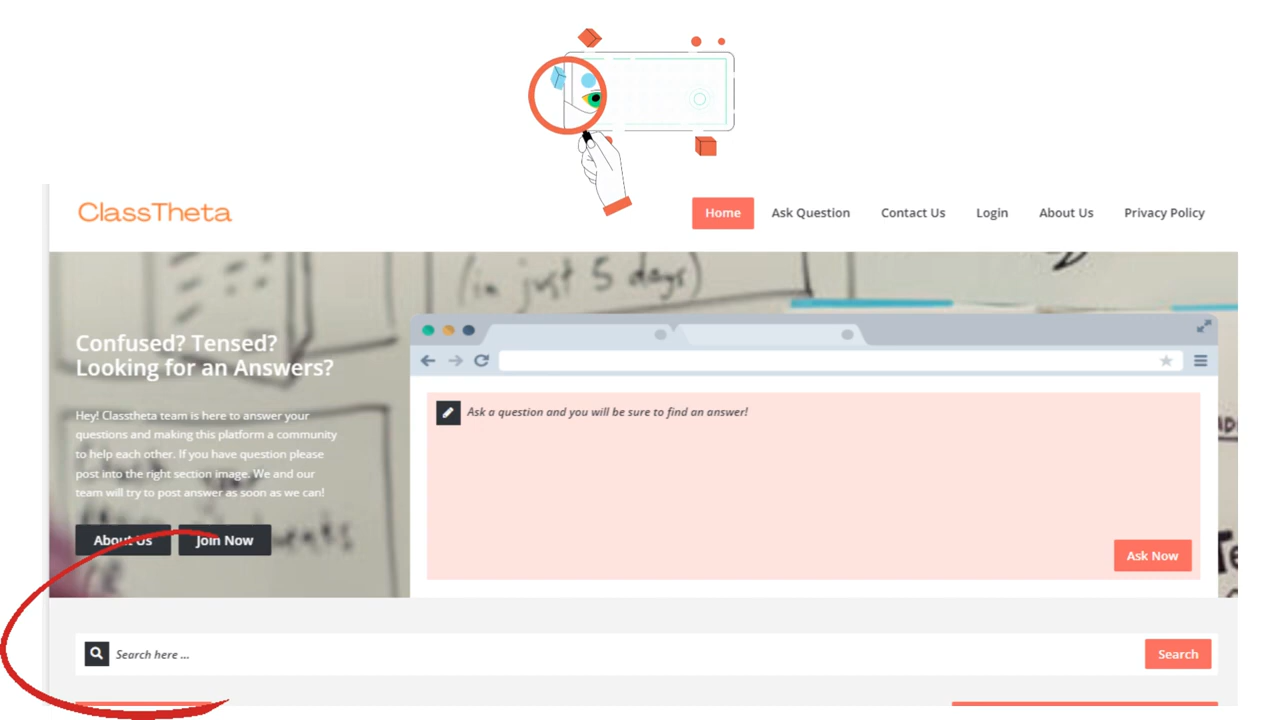 ClassTheta
Home Ask Question Contact Us Login About Us Privacy Policy
(in just 5 days)
Confused? Tensed?
Looking for an Answers?
Hey! Classtheta team is here to answer your
questions and making this platform a community
to help each other. If you have question please
post into the right section image. We and our
team will try to post answer as soon as we can!
About Us Join Now
Ask a question and you will be sure to find an answer!
Ask Now
Search here ...
Search